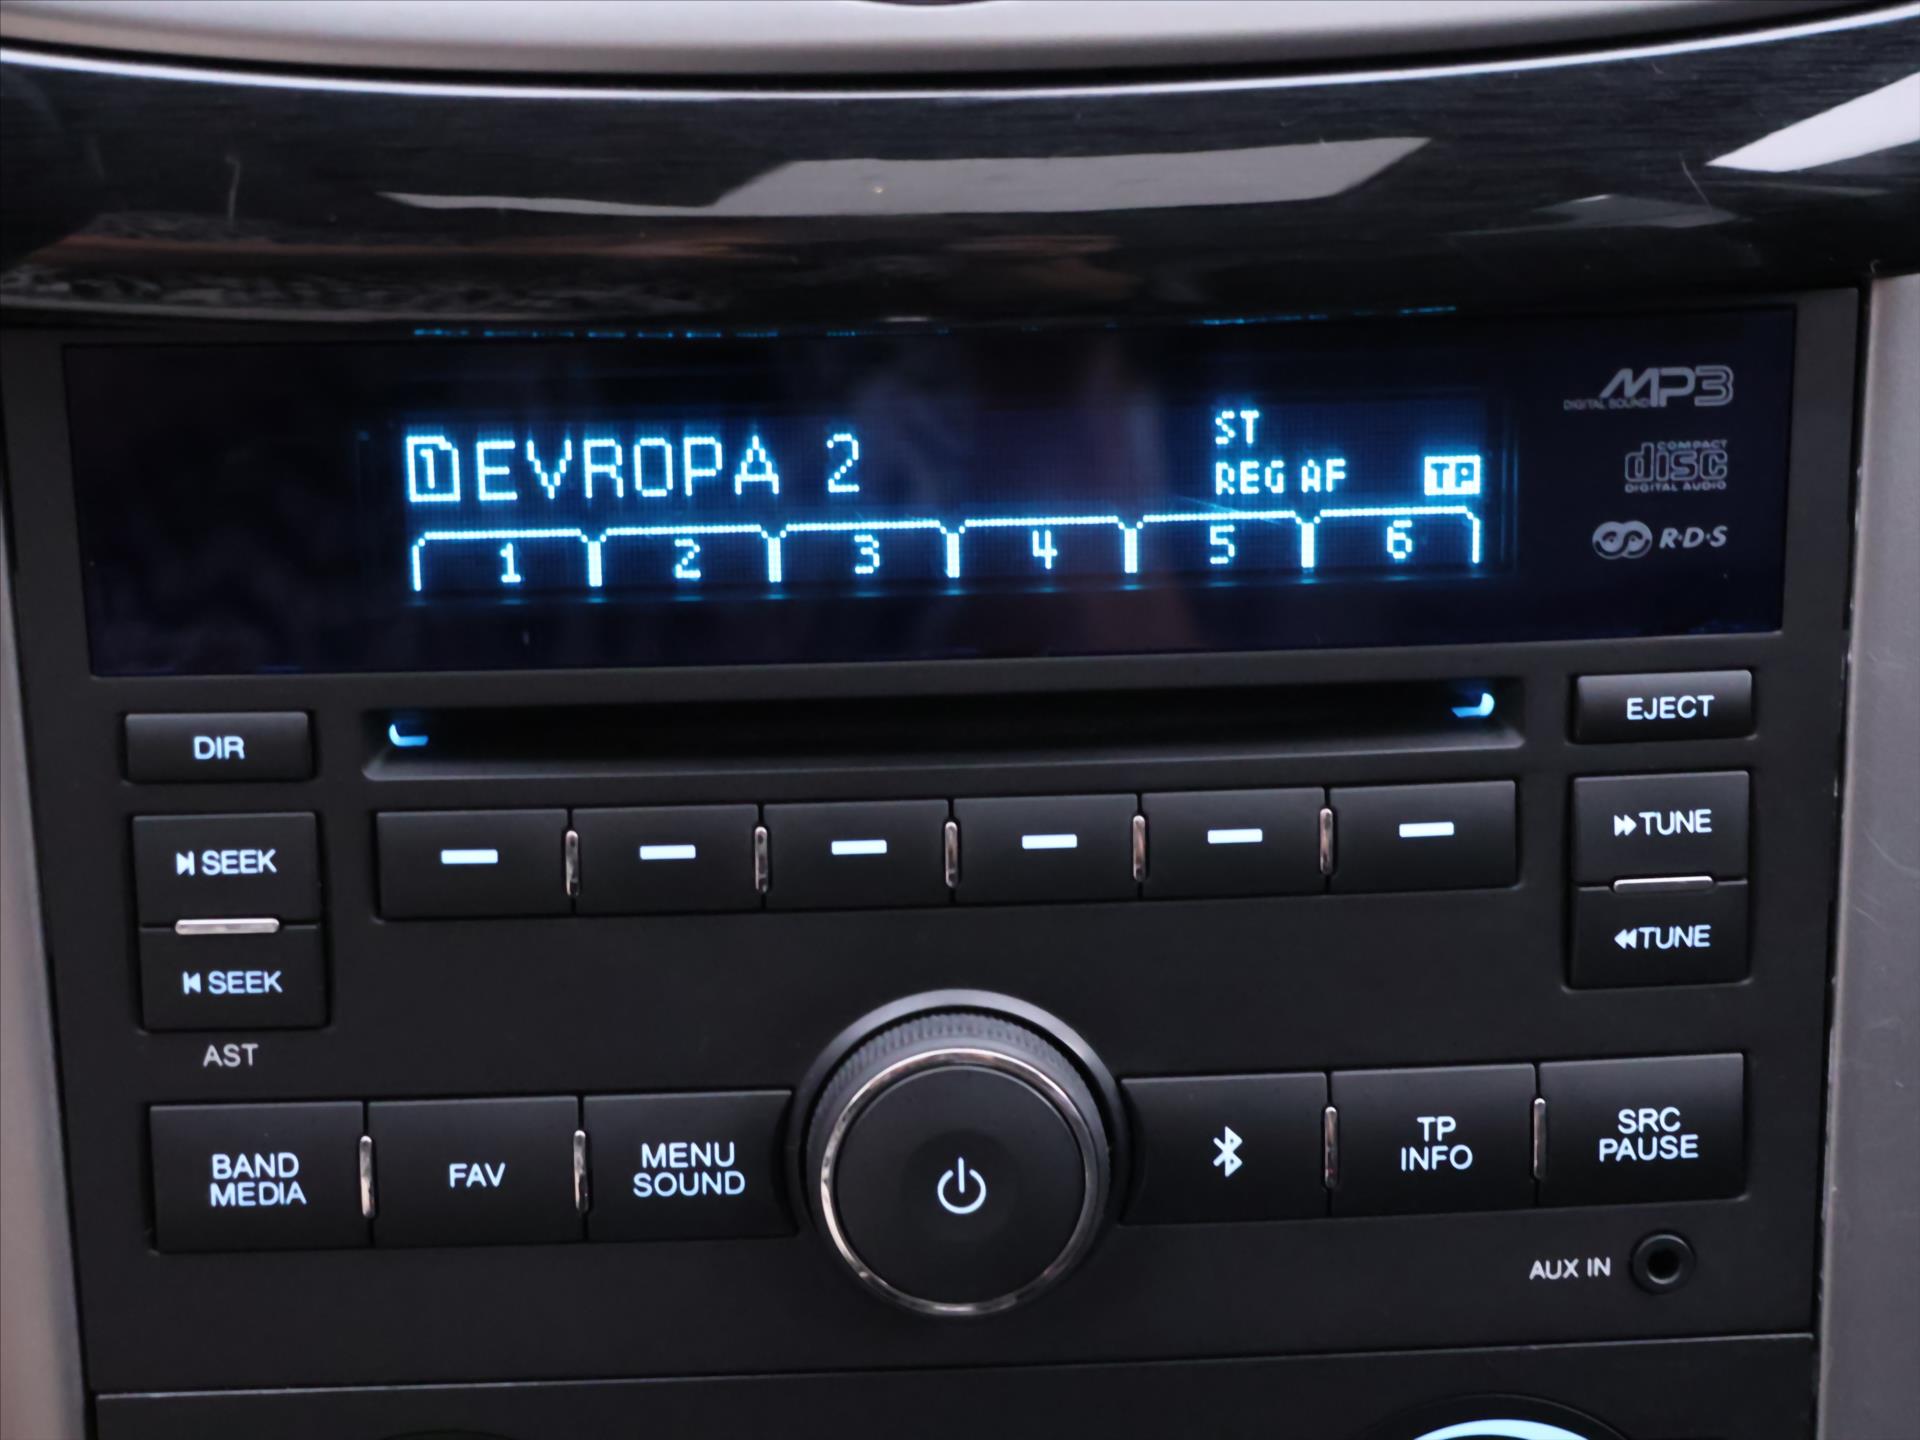 MP3
DIGITAL SOUND
1 EVROPA 2
ST
REG AF
TP
COMPACT
disc
DIGITAL AUDIO
1 2 3 4 5 6
R·D·S
DIR
EJECT
SEEK
TUNE
SEEK
TUNE
AST
BAND
MEDIA
FAV
MENU
SOUND
TP
INFO
SRC
PAUSE
AUX IN